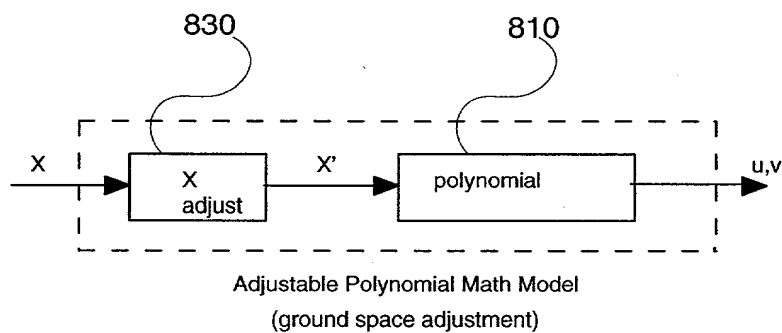 830
810
X
X
adjust
X'
polynomial
u,v
Adjustable Polynomial Math Model
(ground space adjustment)